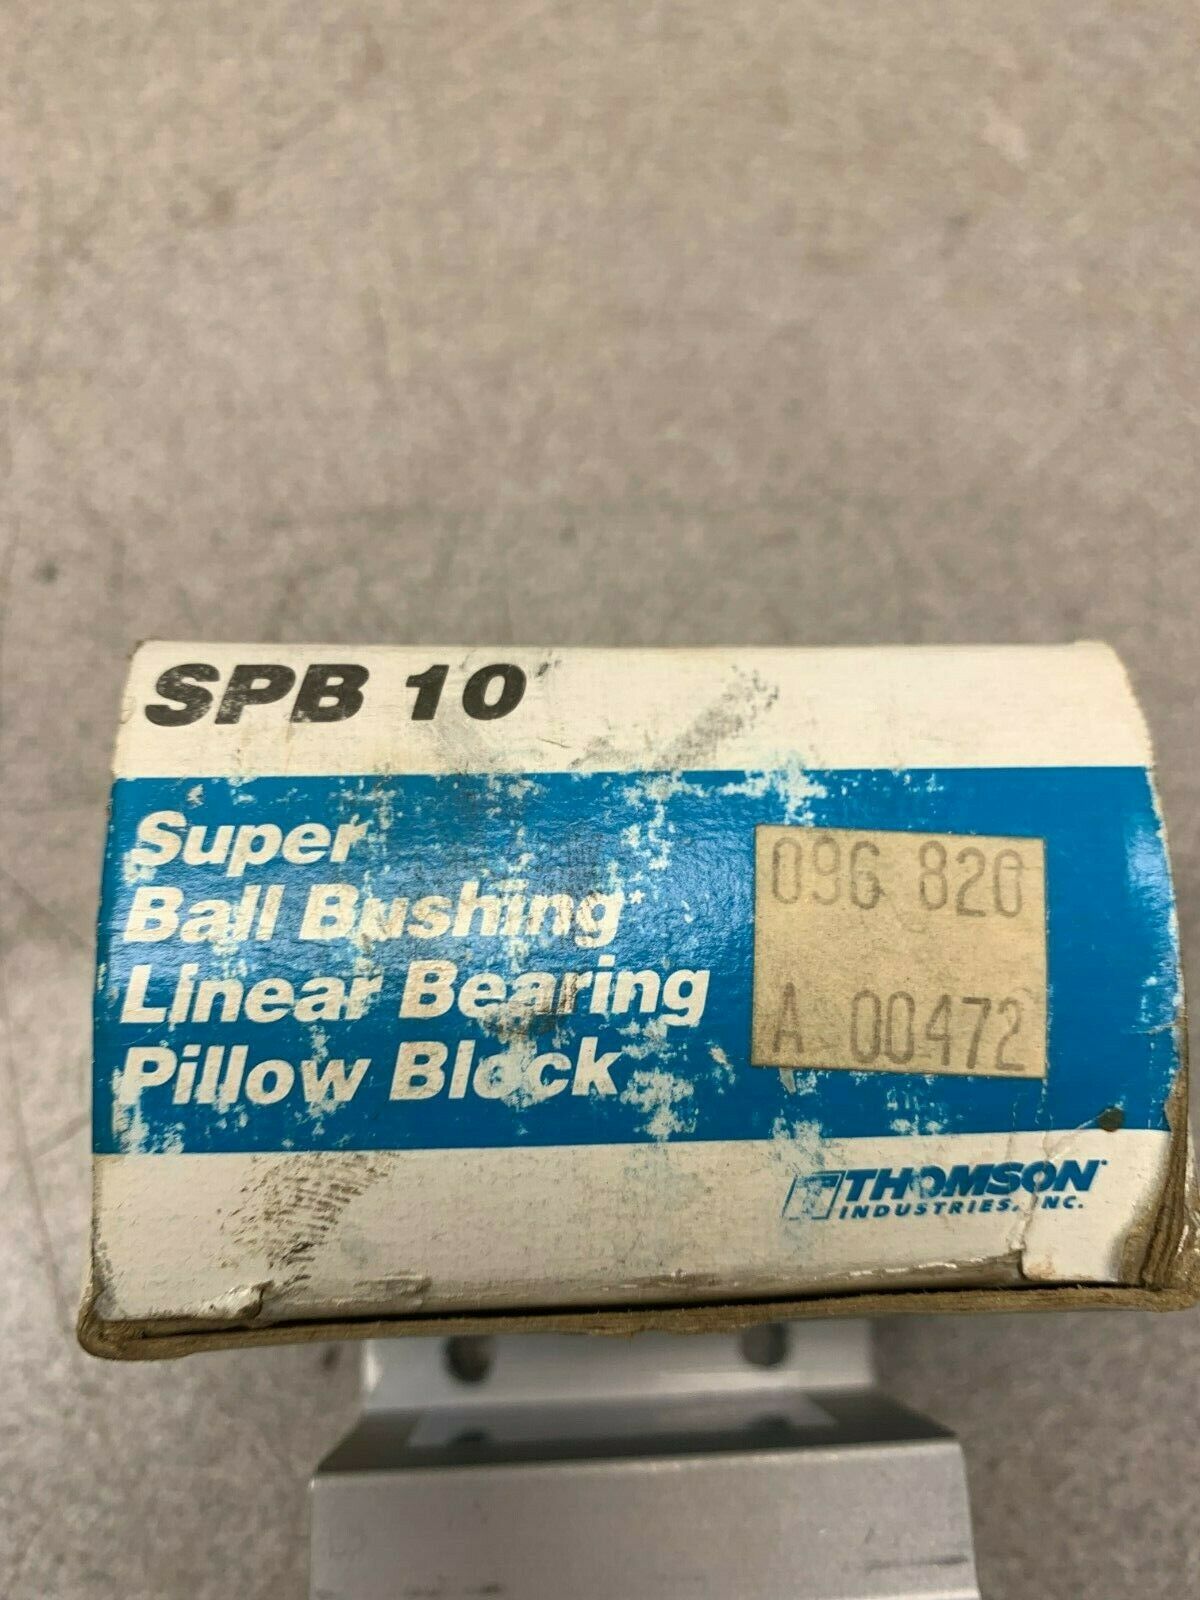 SPB 10
Super
Ball Bushing*
Linear Bearing
Pillow Block
09G 820
A 00472
THOMSON
INDUSTRIES, INC.